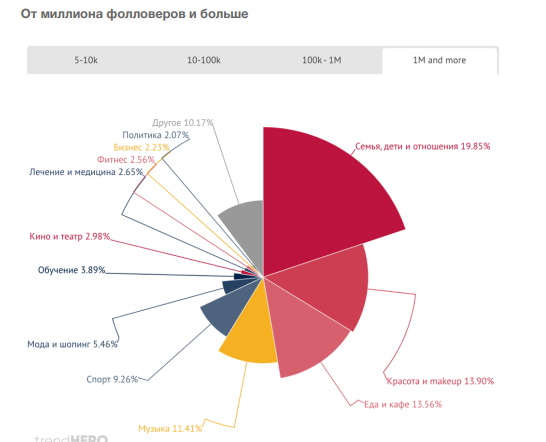 От миллиона фолловеров и больше
5-10k
10-100k
100k - 1M
1M and more
Другое 10.17%
Политика 2.07%
Бизнес 2.23%
Фитнес 2.56%
Лечение и медицина 2.65%
Семья, дети и отношения 19.85%
Кино и театр 2.98%
Обучение 3.89%
Мода и шопинг 5.46%
Спорт 9.26%
Красота и makeup 13.90%
Еда и кафе 13.56%
Музыка 11.41%
trendHERO